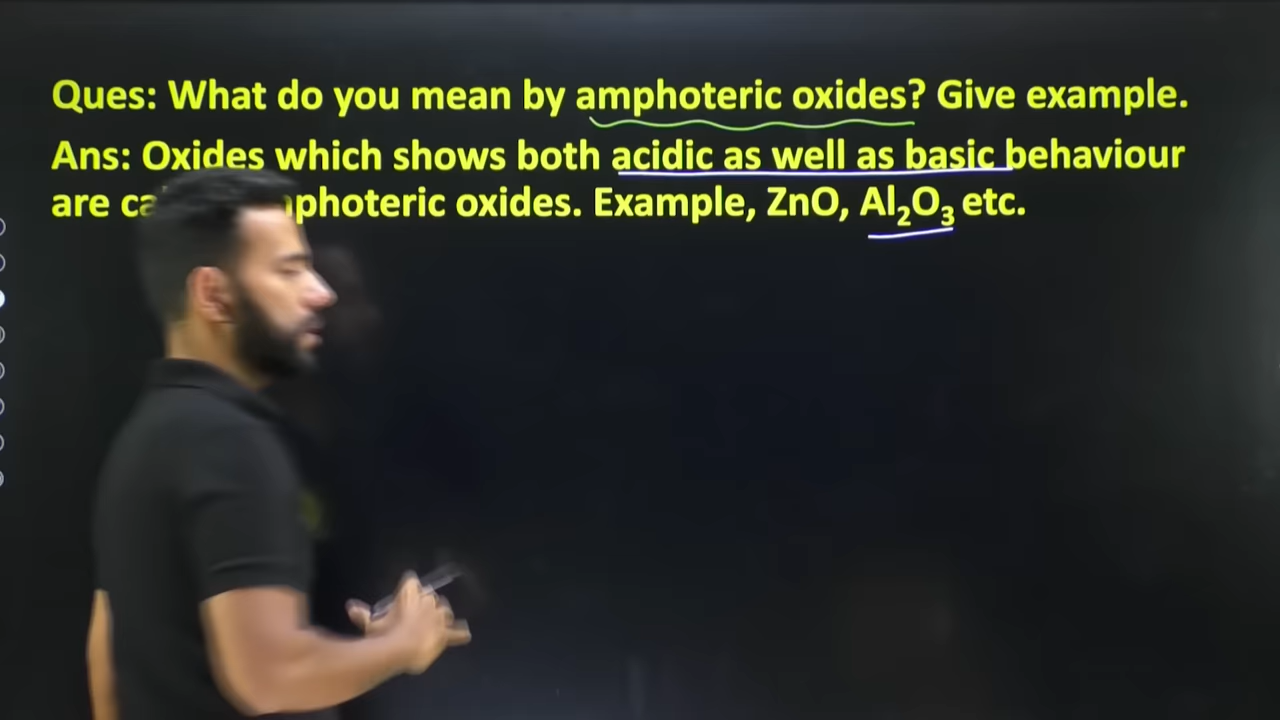 Ques: What do you mean by amphoteric oxides? Give example.
Ans: Oxides which shows both acidic as well as basic behaviour
are oxides. Example, ZnO, Al₂O₃ etc.